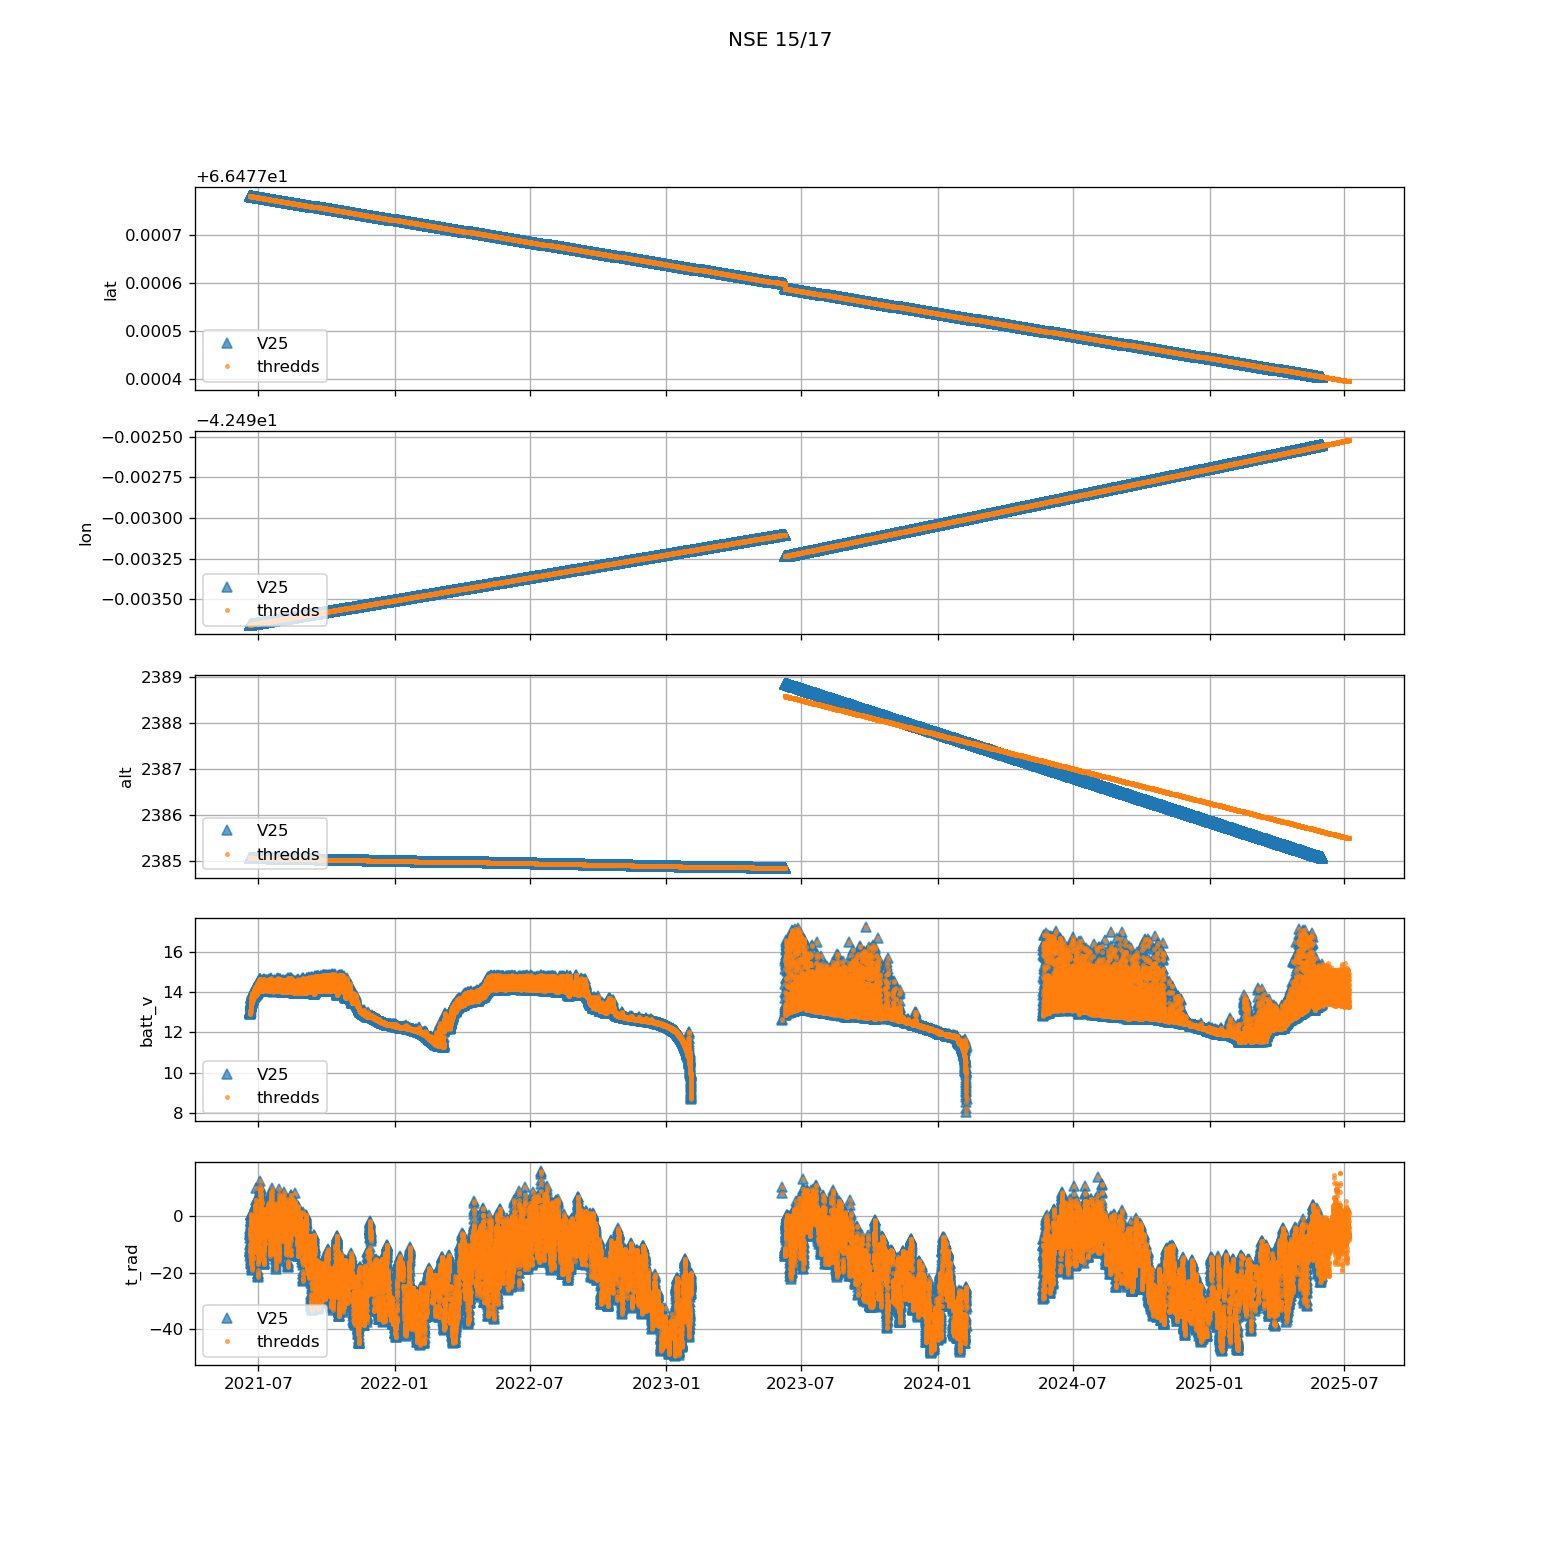 NSE 15/17
+6.6477e1
0.0007
0.0006
0.0005
0.0004
lat
V25
thredds
−4.249e1
−0.00250
−0.00275
−0.00300
−0.00325
−0.00350
lon
V25
thredds
2389
2388
2387
2386
2385
alt
V25
thredds
16
14
12
10
8
batt_v
V25
thredds
0
−20
−40
t_rad
V25
thredds
2021-07
2022-01
2022-07
2023-01
2023-07
2024-01
2024-07
2025-01
2025-07